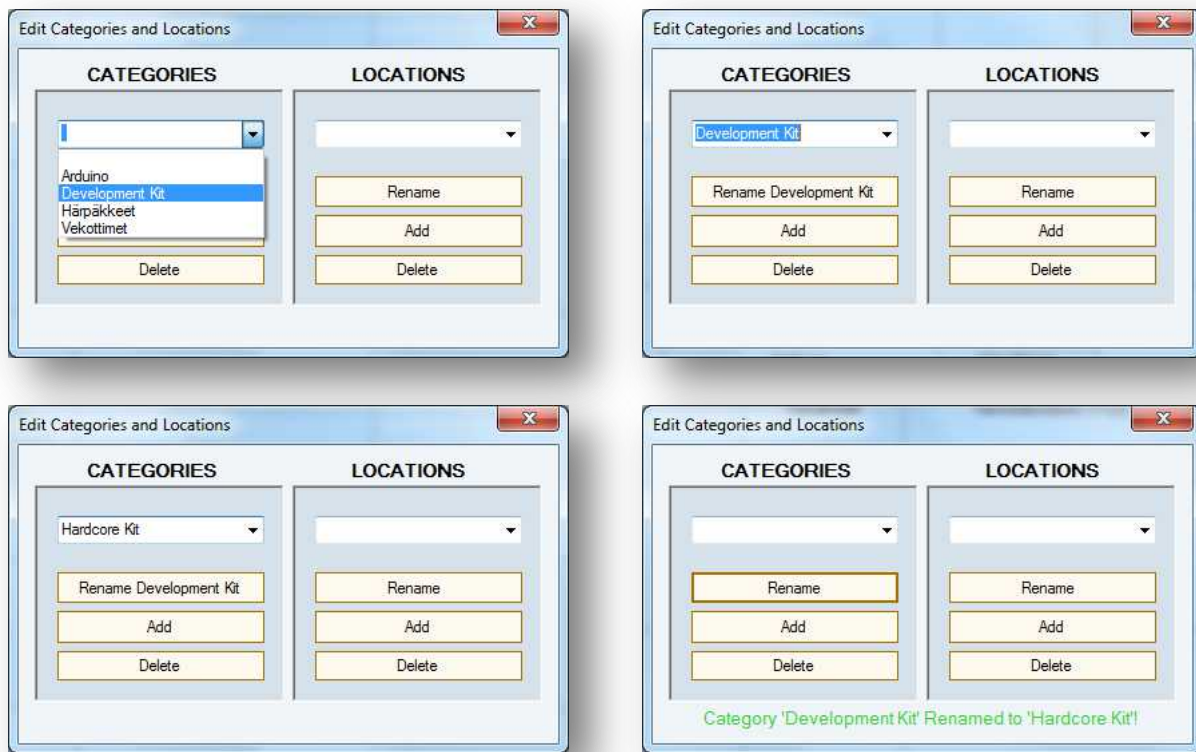 Edit Categories and Locations
CATEGORIES LOCATIONS
Arduino
Development Kit
Härpäkkeet
Vekottimet
Rename
Add
Delete Delete
Edit Categories and Locations
CATEGORIES LOCATIONS
Development Kit
Rename Development Kit Rename
Add Add
Delete Delete
Edit Categories and Locations
CATEGORIES LOCATIONS
Hardcore Kit
Rename Development Kit Rename
Add Add
Delete Delete
Edit Categories and Locations
CATEGORIES LOCATIONS
Rename Rename
Add Add
Delete Delete
Category 'Development Kit' Renamed to 'Hardcore Kit'!